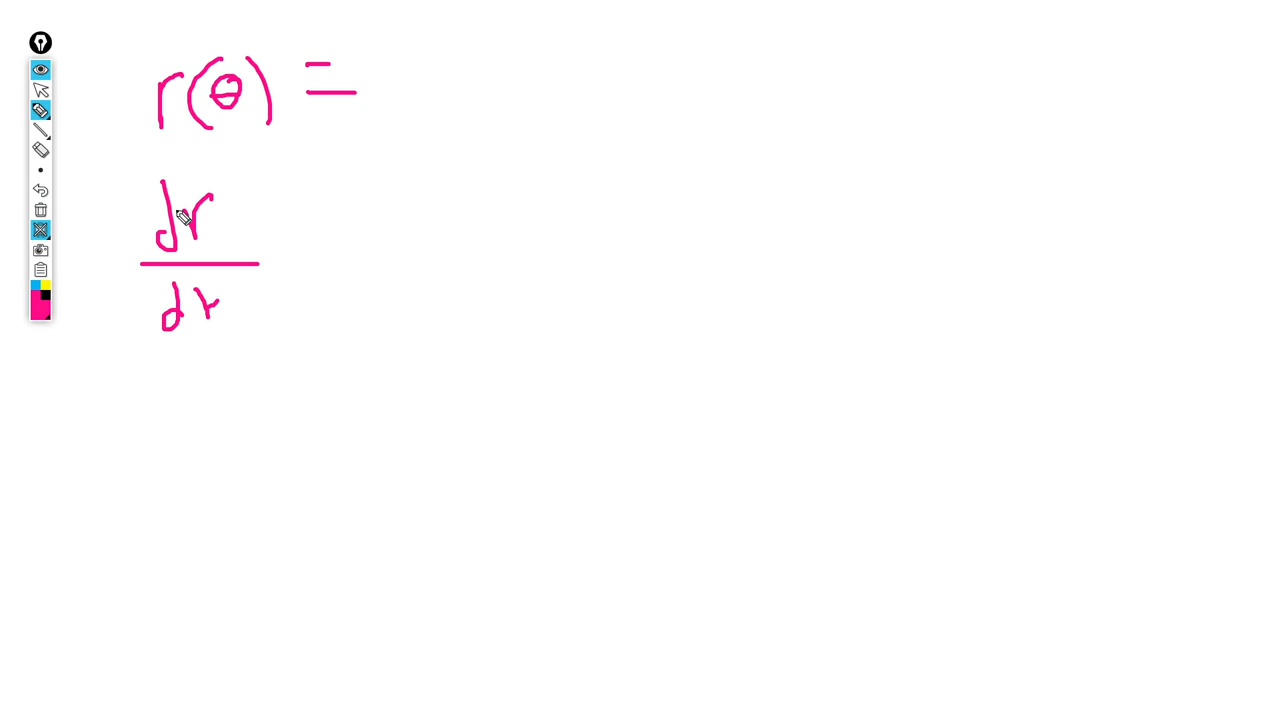 r(θ) =
dr
dr